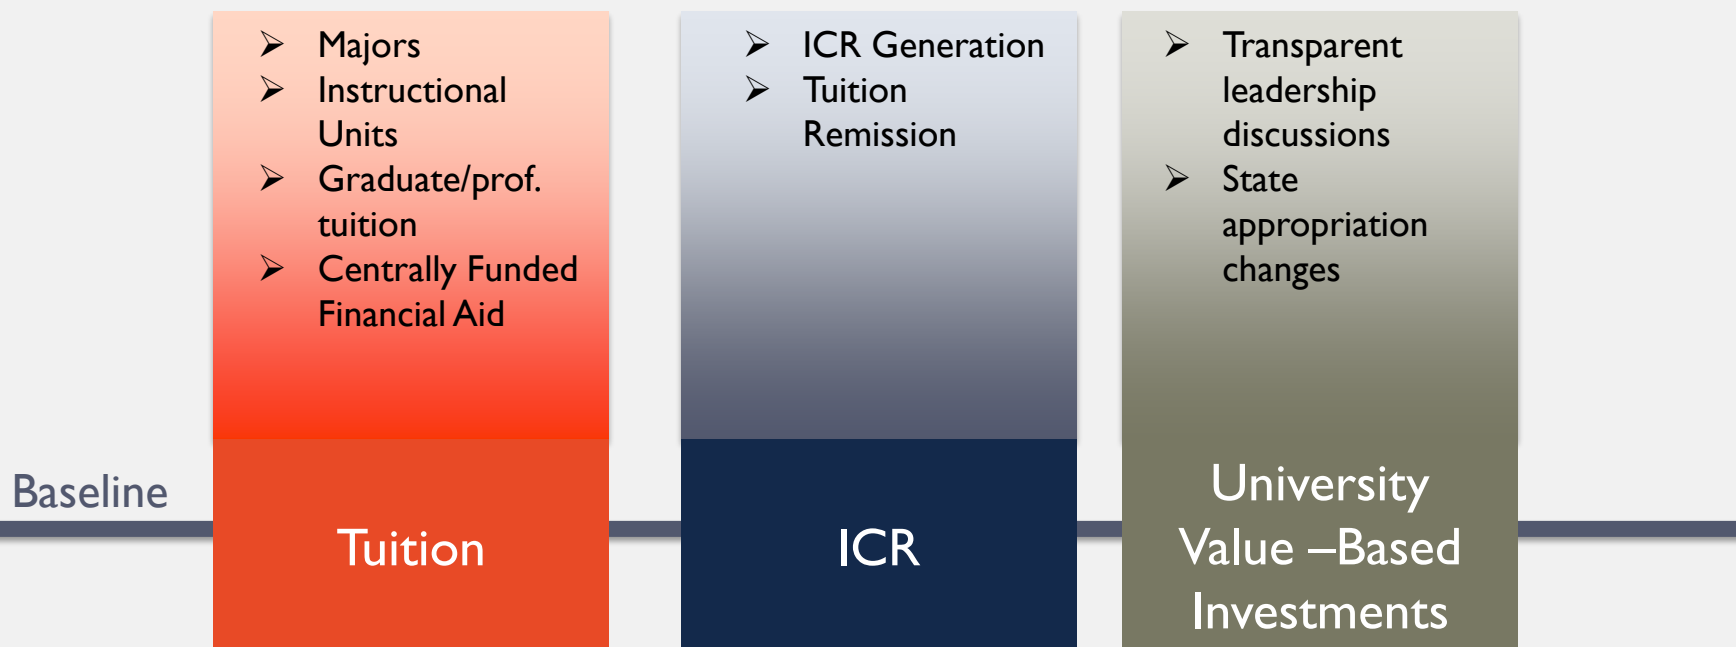 ➢ Majors
➢ Instructional
Units
➢ Graduate/prof.
tuition
➢ Centrally Funded
Financial Aid
➢ ICR Generation
➢ Tuition
Remission
➢ Transparent
leadership
discussions
➢ State
appropriation
changes
Baseline
Tuition
ICR
University
Value –Based
Investments